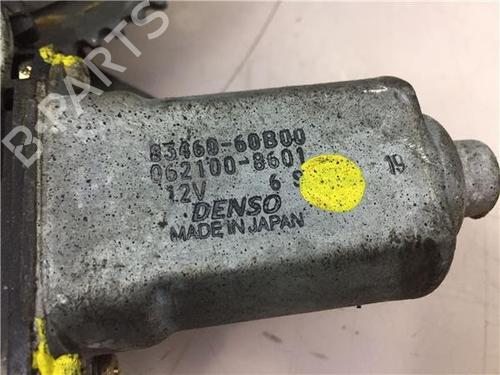 B-PARTS
83460-60B00
062100-8601
12V 6 S
19
DENSO
MADE IN JAPAN